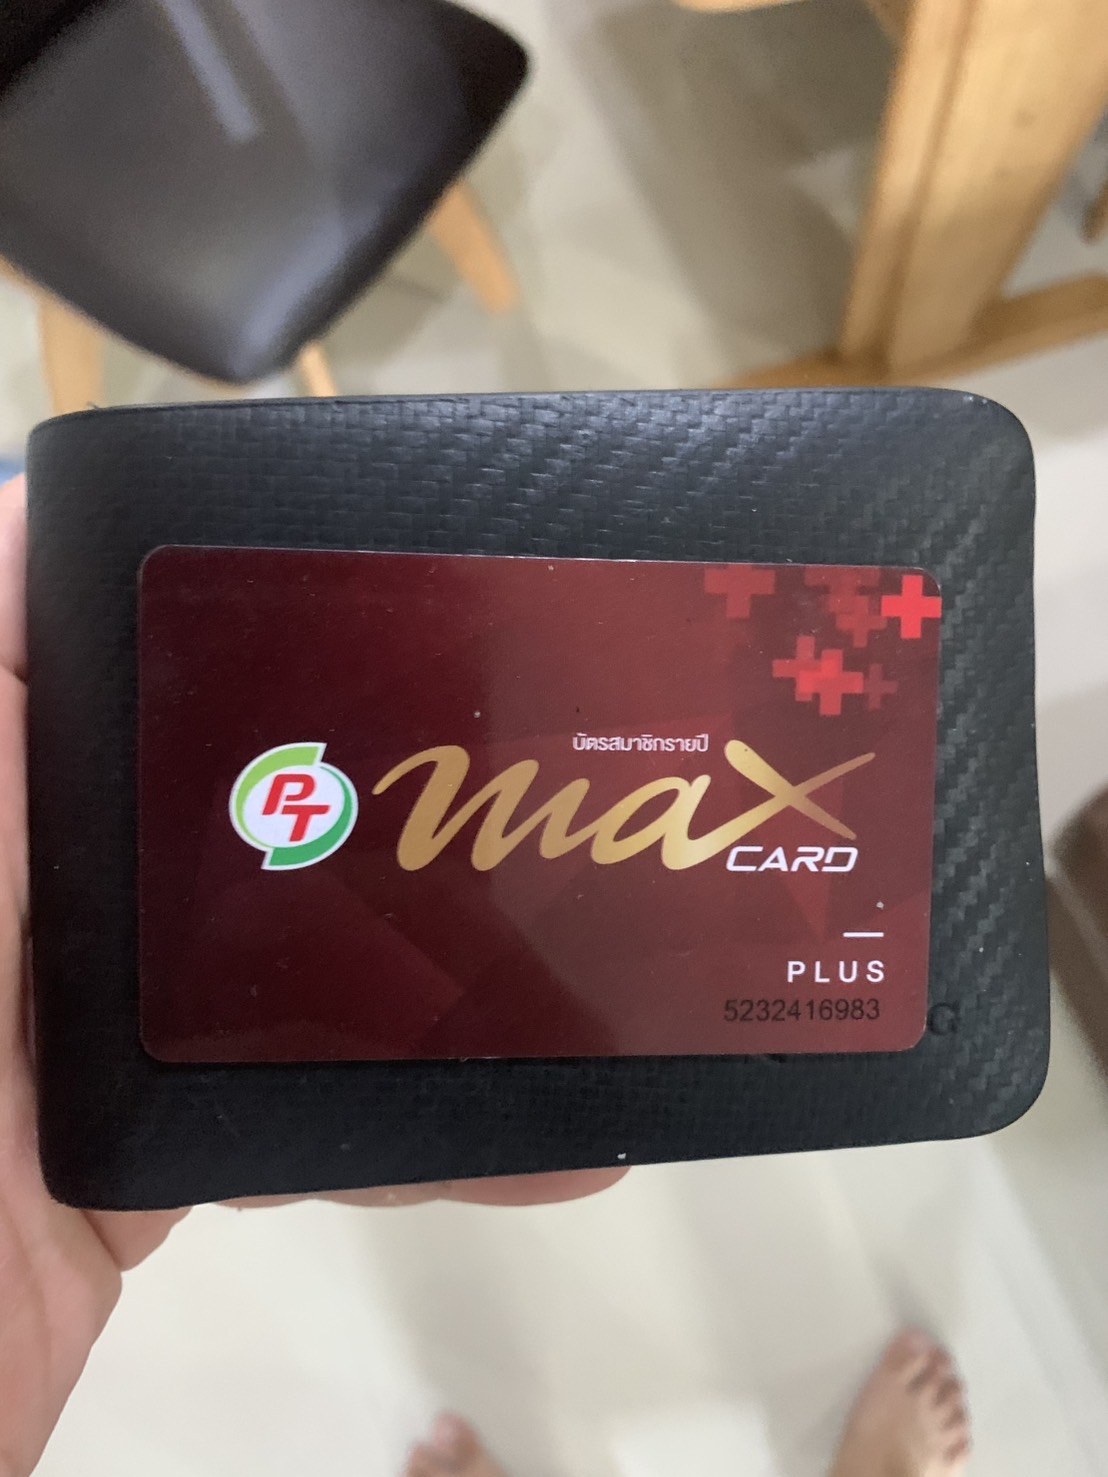 บัตรสมาชิกรายปี
PT max
CARD
PLUS
5232416983
G